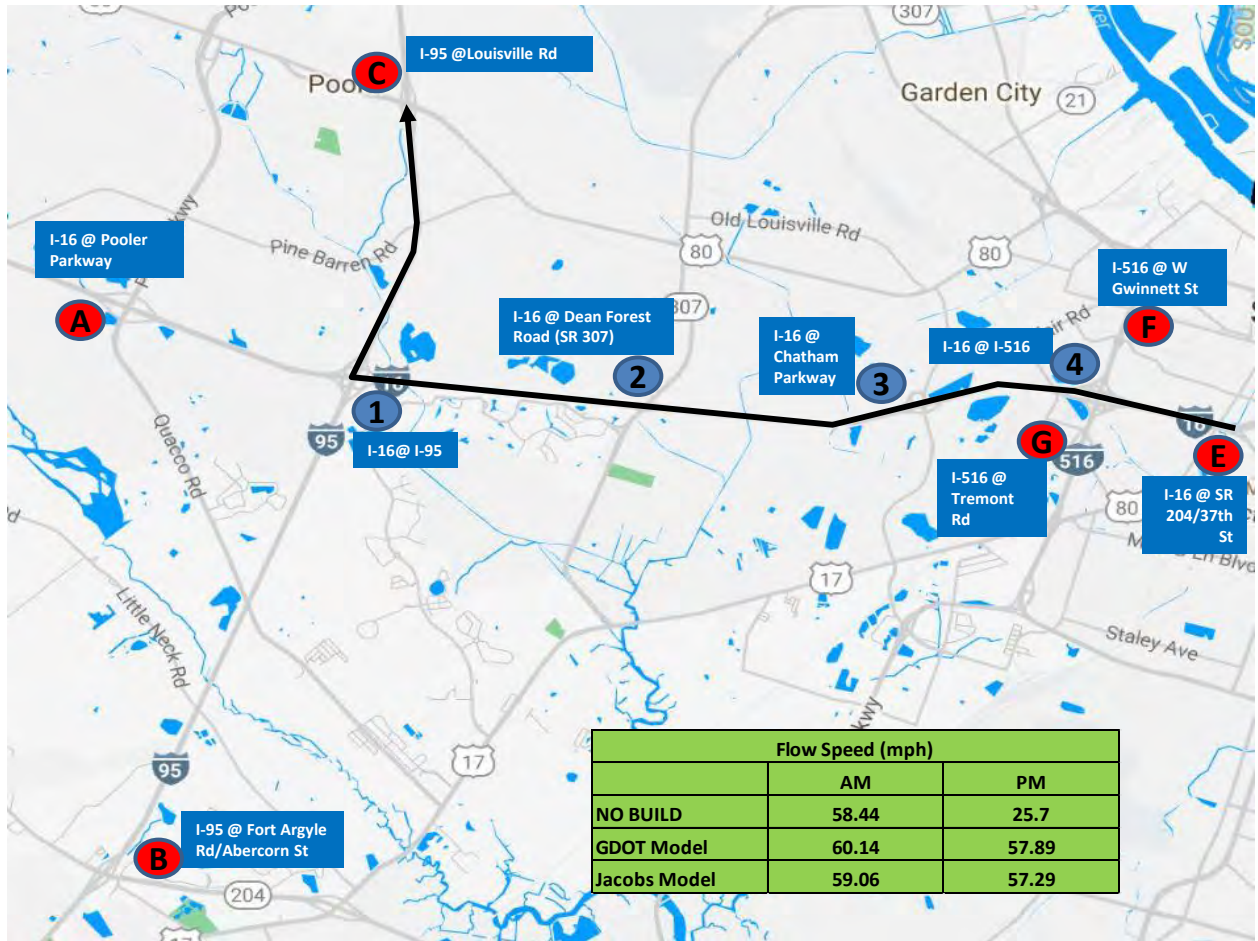 307
I-95 @Louisville Rd
C
Garden City
21
I-16 @ Pooler
Parkway
Pine Barren Rd
Old Louisville Rd
80
80
I-516 @ W
Gwinnett St
A
I-16 @ Dean Forest
Road (SR 307)
307
I-16 @
Chatham
Parkway
I-16 @ I-516
F
2
3
4
1
95
I-16@ I-95
Quacco Rd
G
516
16
E
I-516 @
Tremont
Rd
80
I-16 @ SR
204/37th
St
17
Little Neck Rd
Staley Ave
17
95
I-95 @ Fort Argyle
Rd/Abercorn St
B
204
17
Flow Speed (mph)
AM PM
NO BUILD 58.44 25.7
GDOT Model 60.14 57.89
Jacobs Model 59.06 57.29